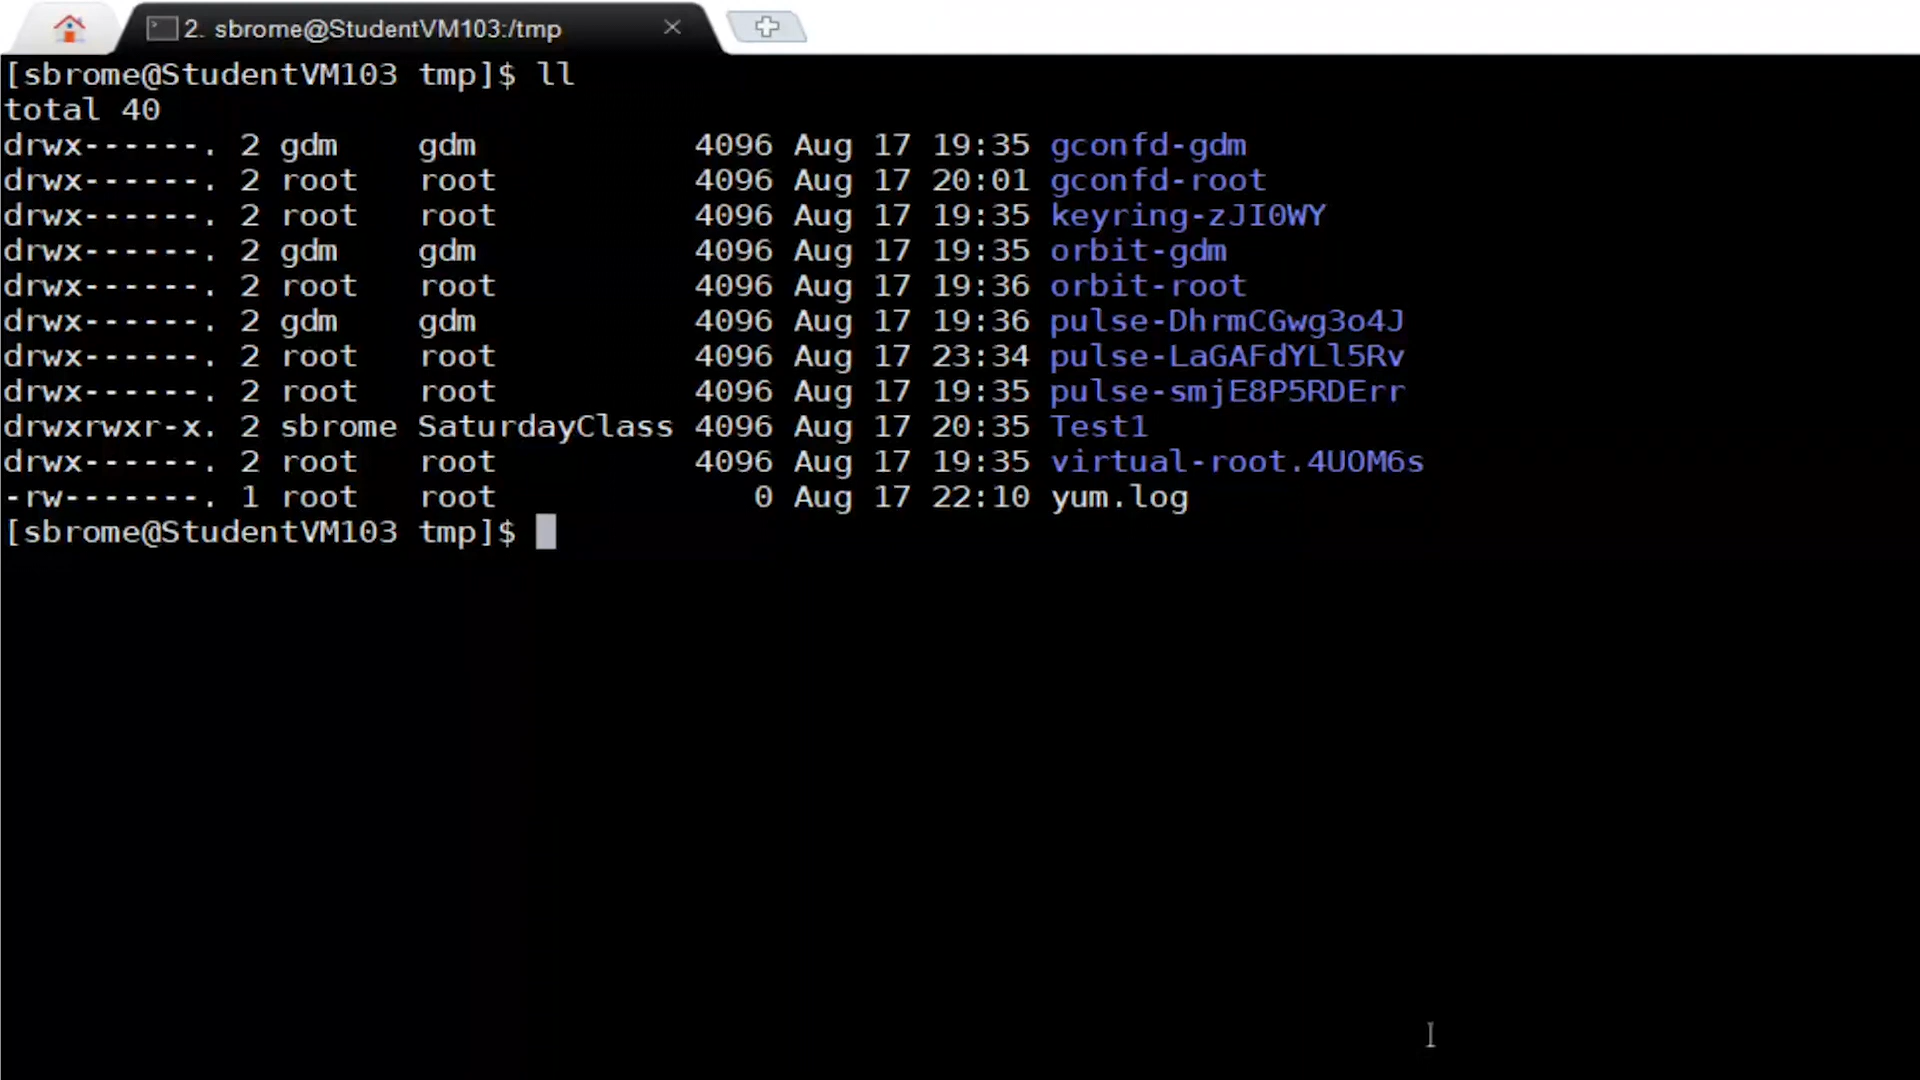 2. sbrome@StudentVM103:/tmp
[sbrome@StudentVM103 tmp]$ ll
total 40
drwx------. 2 gdm    gdm           4096 Aug 17 19:35 gconfd-gdm
drwx------. 2 root   root          4096 Aug 17 20:01 gconfd-root
drwx------. 2 root   root          4096 Aug 17 19:35 keyring-zJI0WY
drwx------. 2 gdm    gdm           4096 Aug 17 19:35 orbit-gdm
drwx------. 2 root   root          4096 Aug 17 19:36 orbit-root
drwx------. 2 gdm    gdm           4096 Aug 17 19:36 pulse-DhrmCGwg3o4J
drwx------. 2 root   root          4096 Aug 17 23:34 pulse-LaGAFdYLl5Rv
drwx------. 2 root   root          4096 Aug 17 19:35 pulse-smjE8P5RDErr
drwxrwxr-x. 2 sbrome SaturdayClass 4096 Aug 17 20:35 Test1
drwx------. 2 root   root          4096 Aug 17 19:35 virtual-root.4UOM6s
-rw-------. 1 root   root             0 Aug 17 22:10 yum.log
[sbrome@StudentVM103 tmp]$